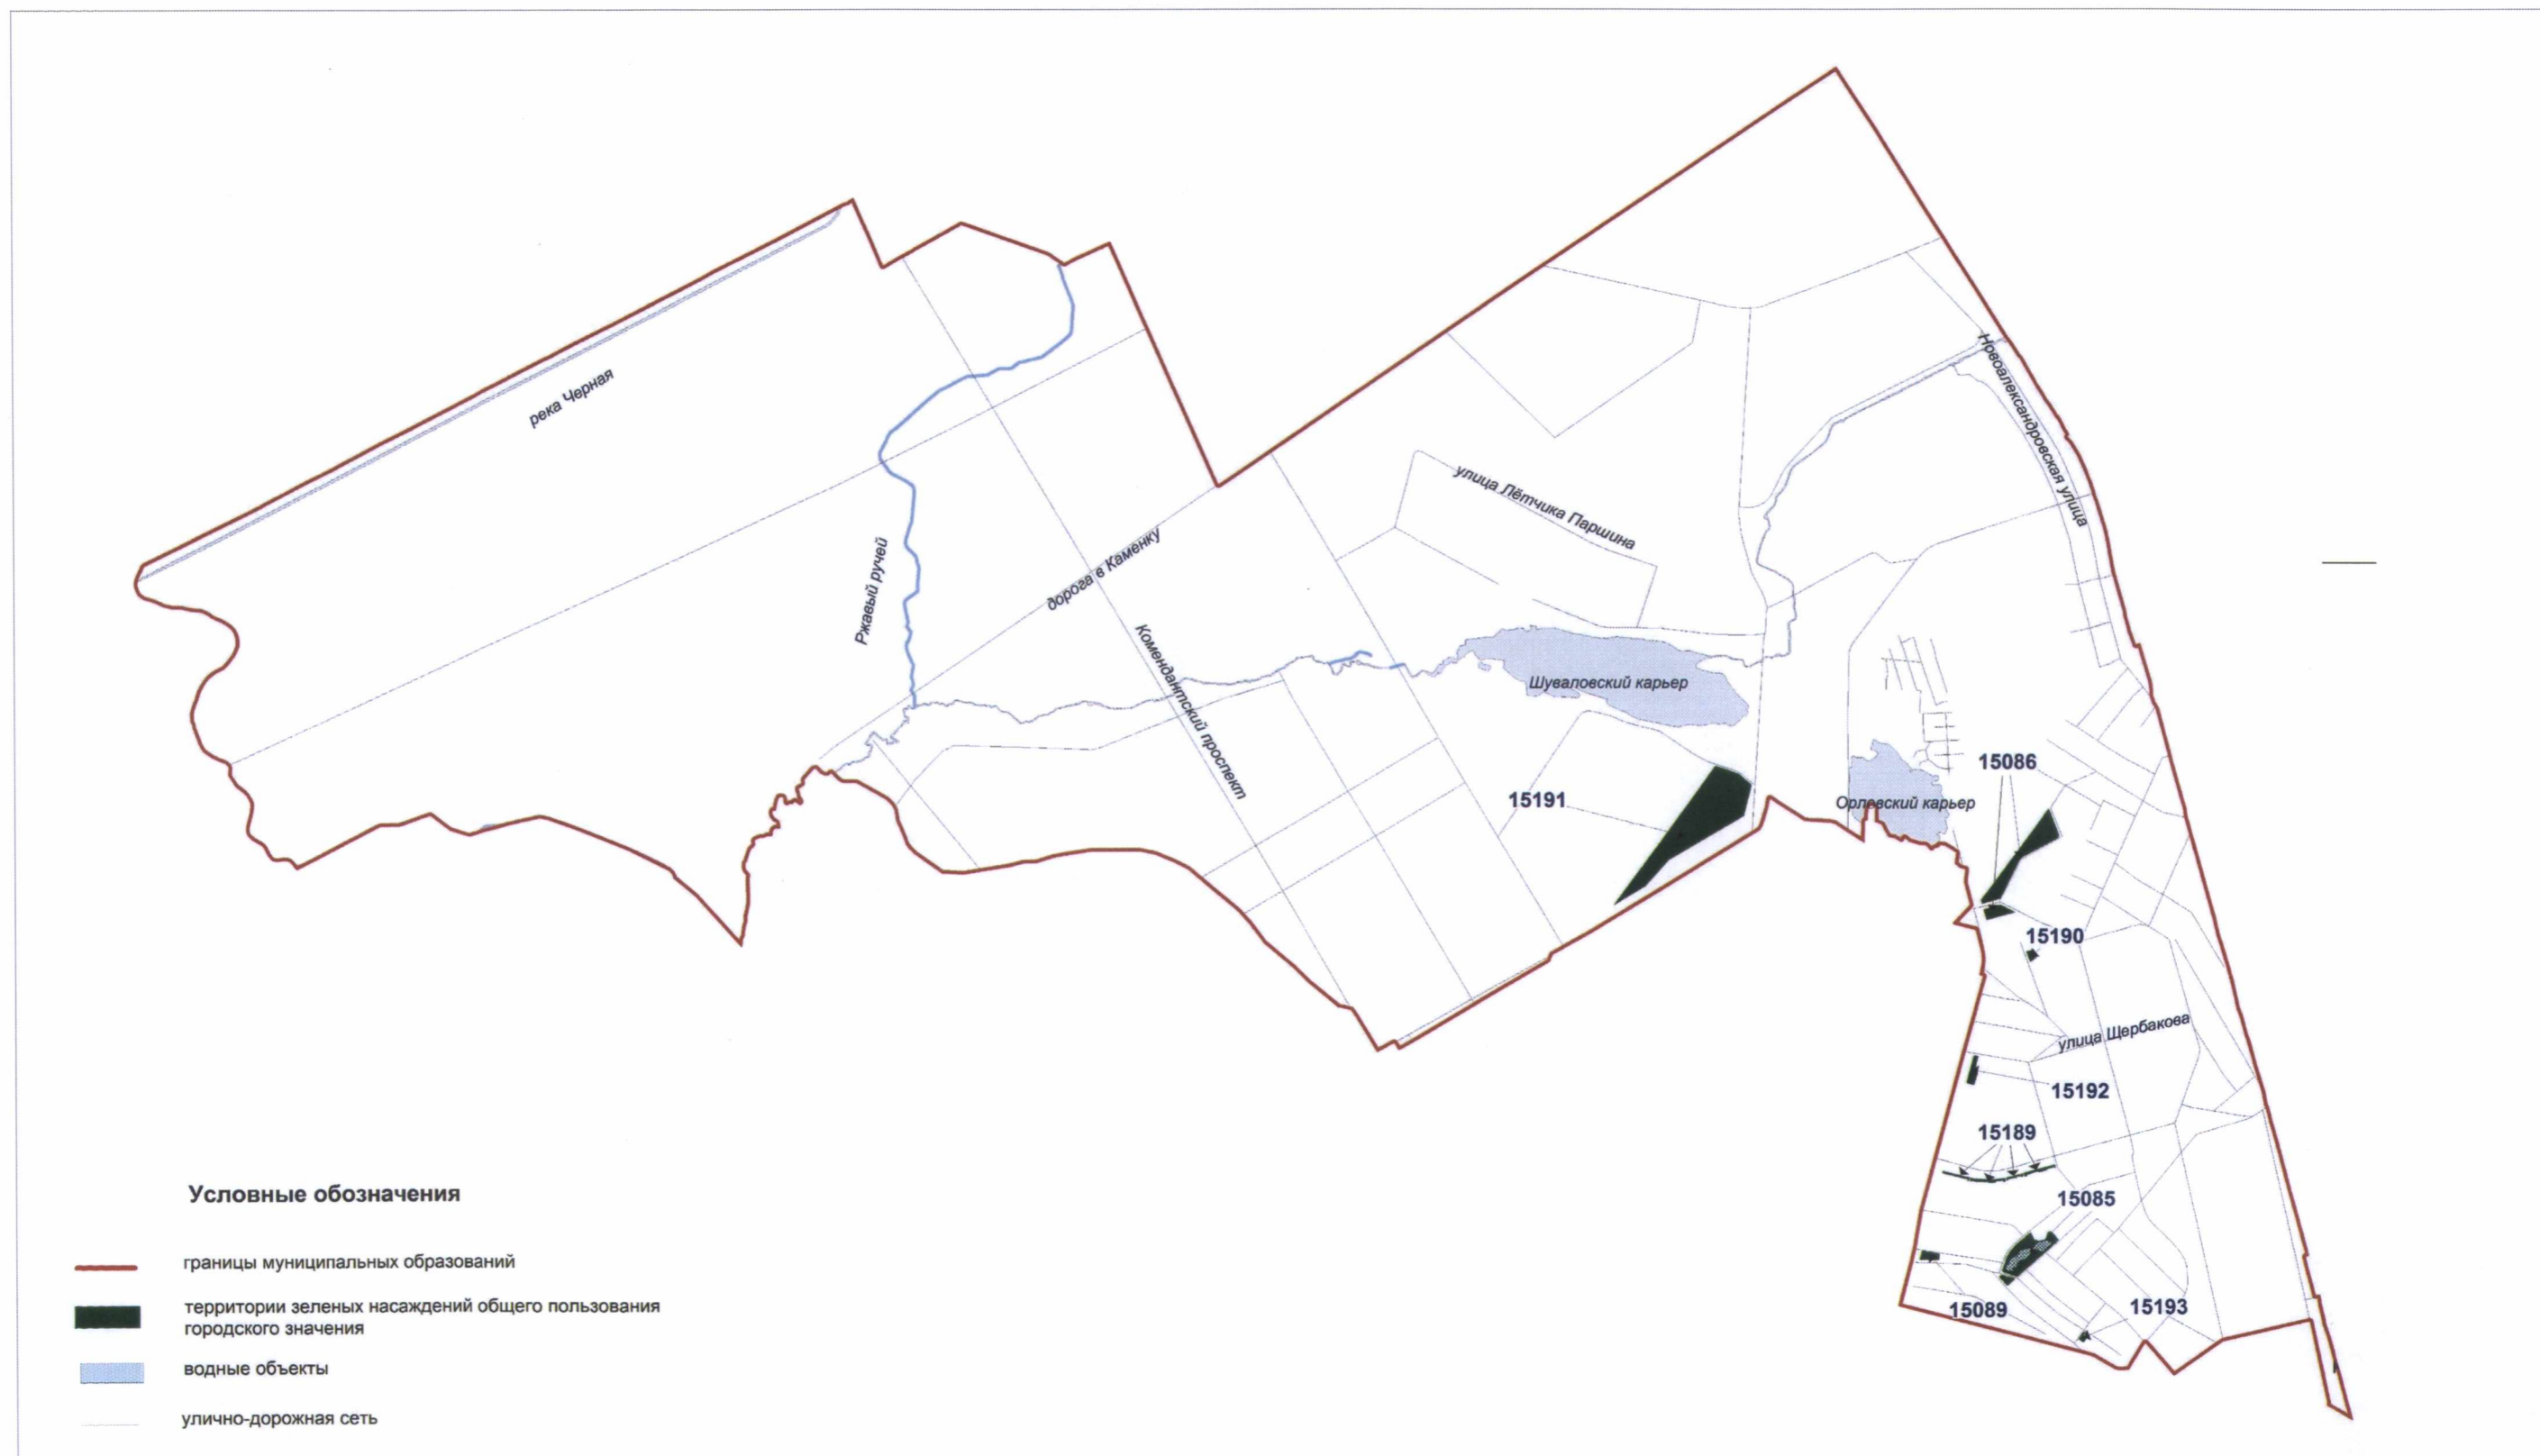 река Черная
Ржавый ручей
дорога в Каменку
Комендантский проспект
улица Лётчика Паршина
Новоалександровская улица
Шуваловский карьер
15086
15191
Орловский карьер
15190
улица Щербакова
15192
15189
15085
15089
15193
Условные обозначения
границы муниципальных образований
территории зеленых насаждений общего пользования
городского значения
водные объекты
улично-дорожная сеть